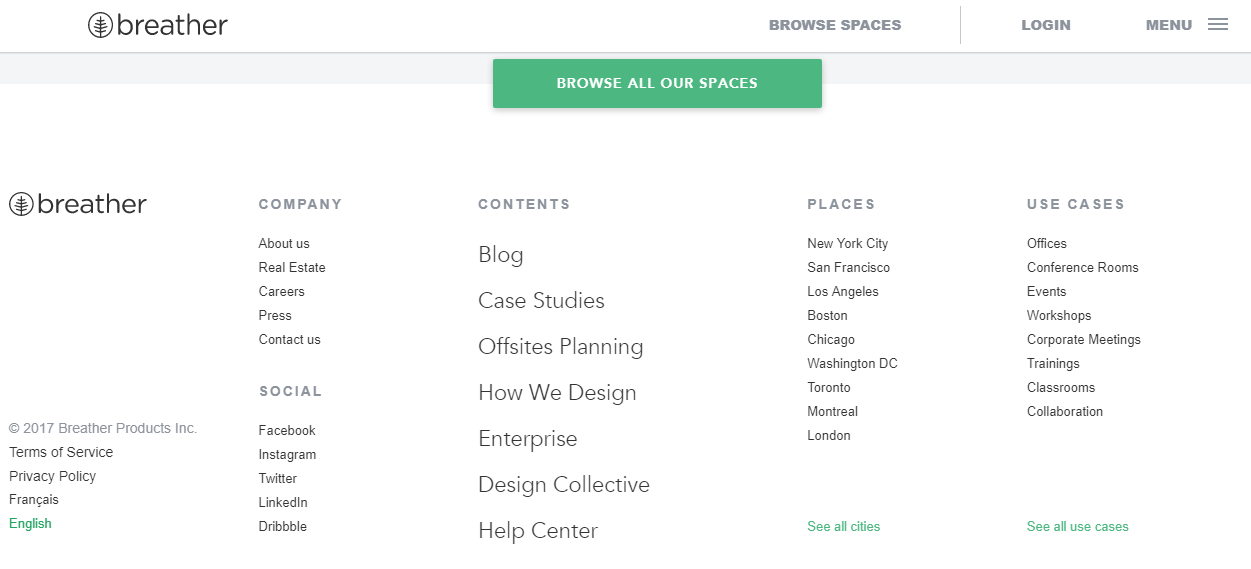 breather
BROWSE SPACES
LOGIN
MENU
BROWSE ALL OUR SPACES
breather
© 2017 Breather Products Inc.
Terms of Service
Privacy Policy
Français
English
COMPANY
About us
Real Estate
Careers
Press
Contact us
SOCIAL
Facebook
Instagram
Twitter
LinkedIn
Dribbble
CONTENTS
Blog
Case Studies
Offsites Planning
How We Design
Enterprise
Design Collective
Help Center
PLACES
New York City
San Francisco
Los Angeles
Boston
Chicago
Washington DC
Toronto
Montreal
London
See all cities
USE CASES
Offices
Conference Rooms
Events
Workshops
Corporate Meetings
Trainings
Classrooms
Collaboration
See all use cases